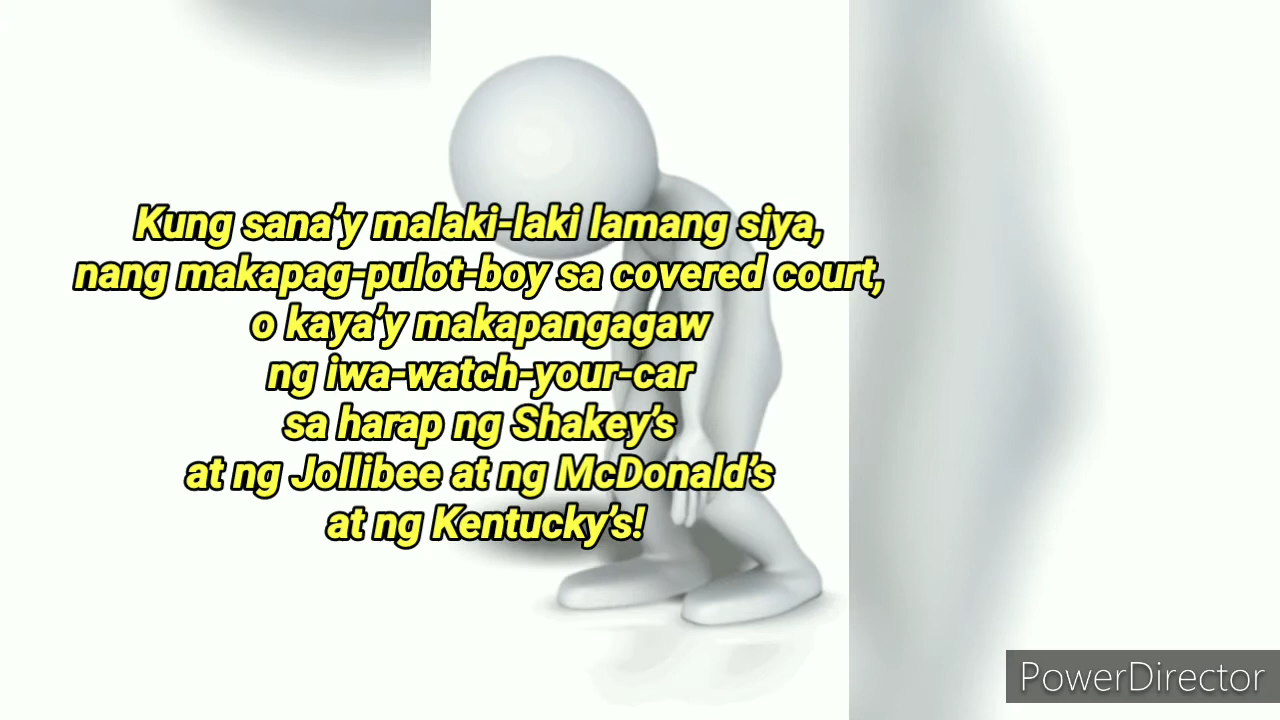 Kung sana’y malaki-laki lamang siya,
nang makapag-pulot-boy sa covered court,
o kaya’y makapangagaw
ng iwa-watch-your-car
sa harap ng Shakey’s
at ng Jollibee at ng McDonald’s
at ng Kentucky’s!
PowerDirector